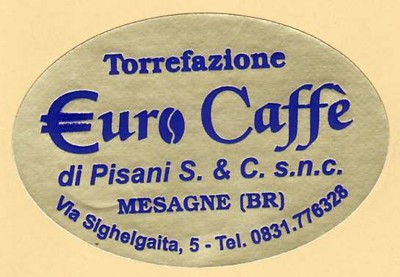 Torrefazione
€uro Caffè
di Pisani S. & C. s.n.c.
MESAGNE (BR)
Via Sighelgaita, 5 - Tel. 0831.776328